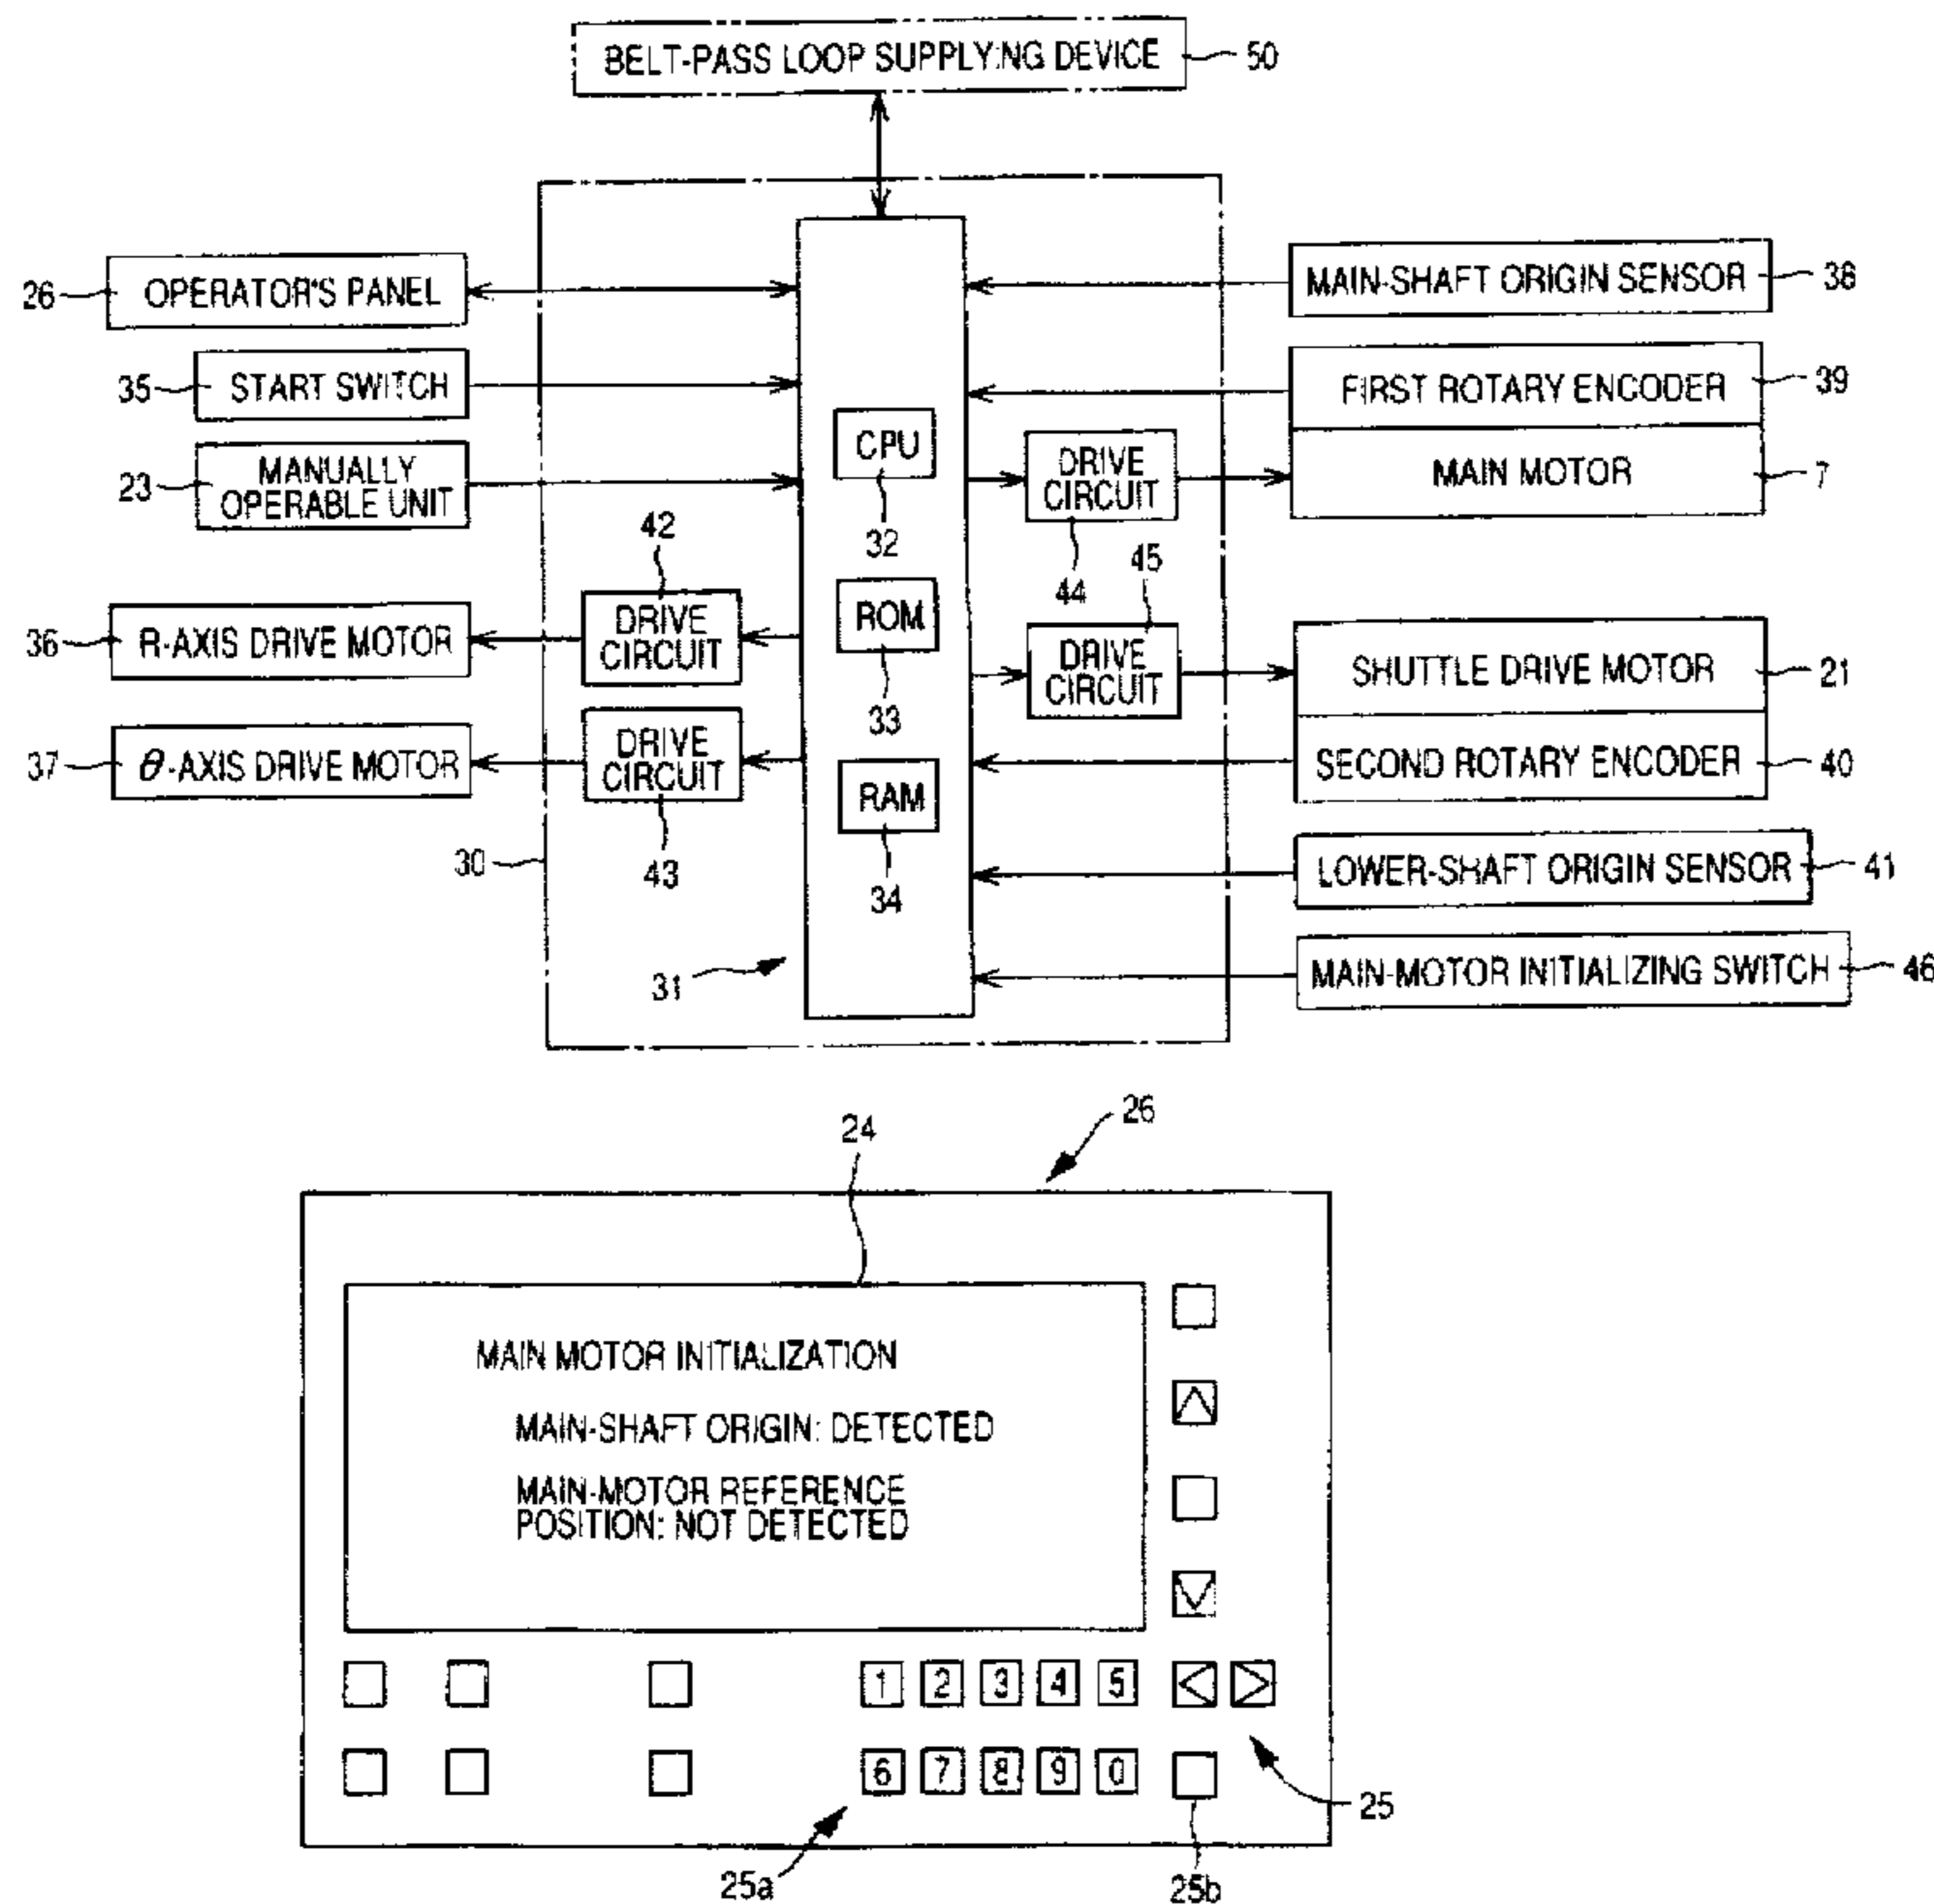 BELT-PASS LOOP SUPPLYING DEVICE 50
26 OPERATOR'S PANEL
35 START SWITCH
23 MANUALLY
OPERABLE UNIT
36 R-AXIS DRIVE MOTOR
37 θ-AXIS DRIVE MOTOR
42
DRIVE
CIRCUIT
DRIVE
CIRCUIT
43
30
31
CPU
32
ROM
33
RAM
34
DRIVE
CIRCUIT
44
45
DRIVE
CIRCUIT
MAIN-SHAFT ORIGIN SENSOR 38
FIRST ROTARY ENCODER 39
MAIN MOTOR 7
SHUTTLE DRIVE MOTOR 21
SECOND ROTARY ENCODER 40
LOWER-SHAFT ORIGIN SENSOR 41
MAIN-MOTOR INITIALIZING SWITCH 46
24
26
MAIN MOTOR INITIALIZATION
MAIN-SHAFT ORIGIN: DETECTED
MAIN-MOTOR REFERENCE
POSITION: NOT DETECTED
1 2 3 4 5
6 7 8 9 0
25
25a
25b